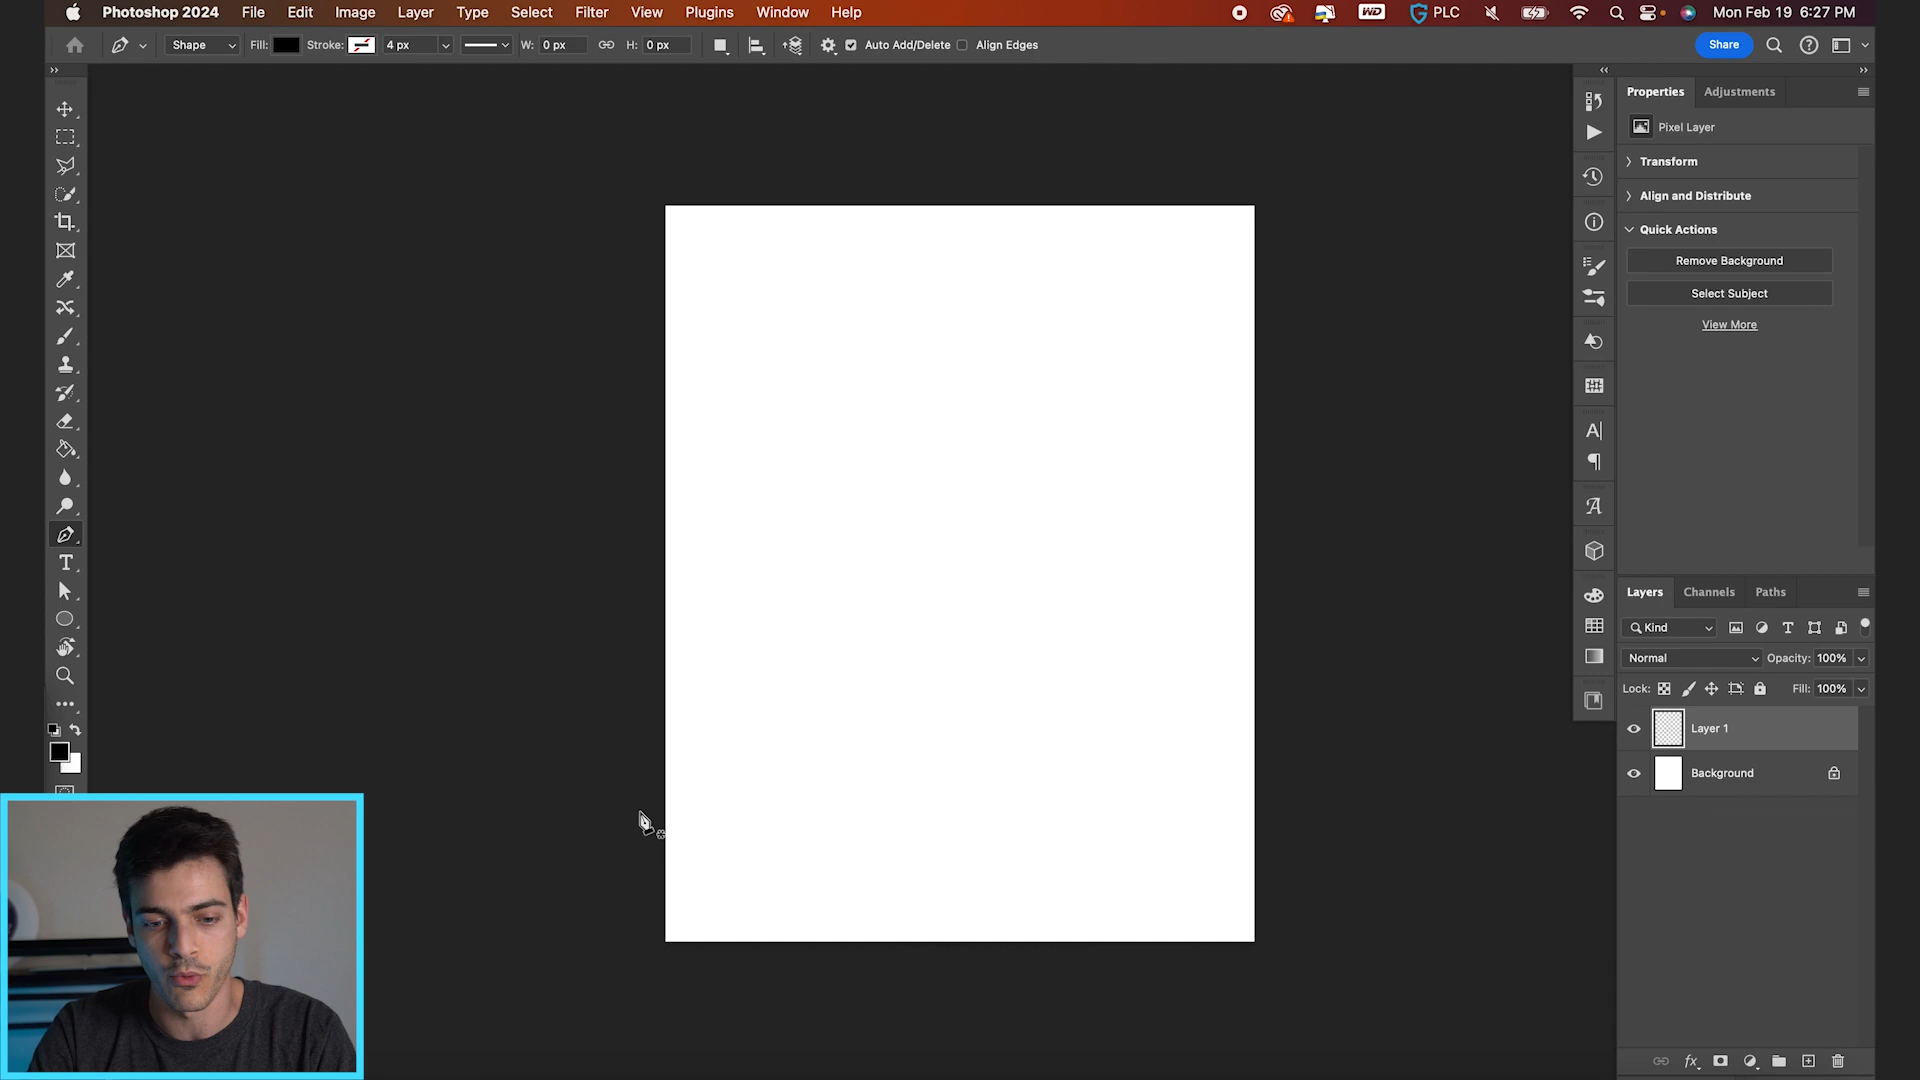 Photoshop 2024 File Edit Image Layer Type Select Filter View Plugins Window Help WD PLC Mon Feb 19 6:27 PM
Shape Fill: Stroke: 4 px W: 0 px H: 0 px Auto Add/Delete Align Edges Share
Properties Adjustments
Pixel Layer
Transform
Align and Distribute
Quick Actions
Remove Background
Select Subject
View More
Layers Channels Paths
Kind
Normal Opacity: 100%
Lock: Fill: 100%
Layer 1
Background